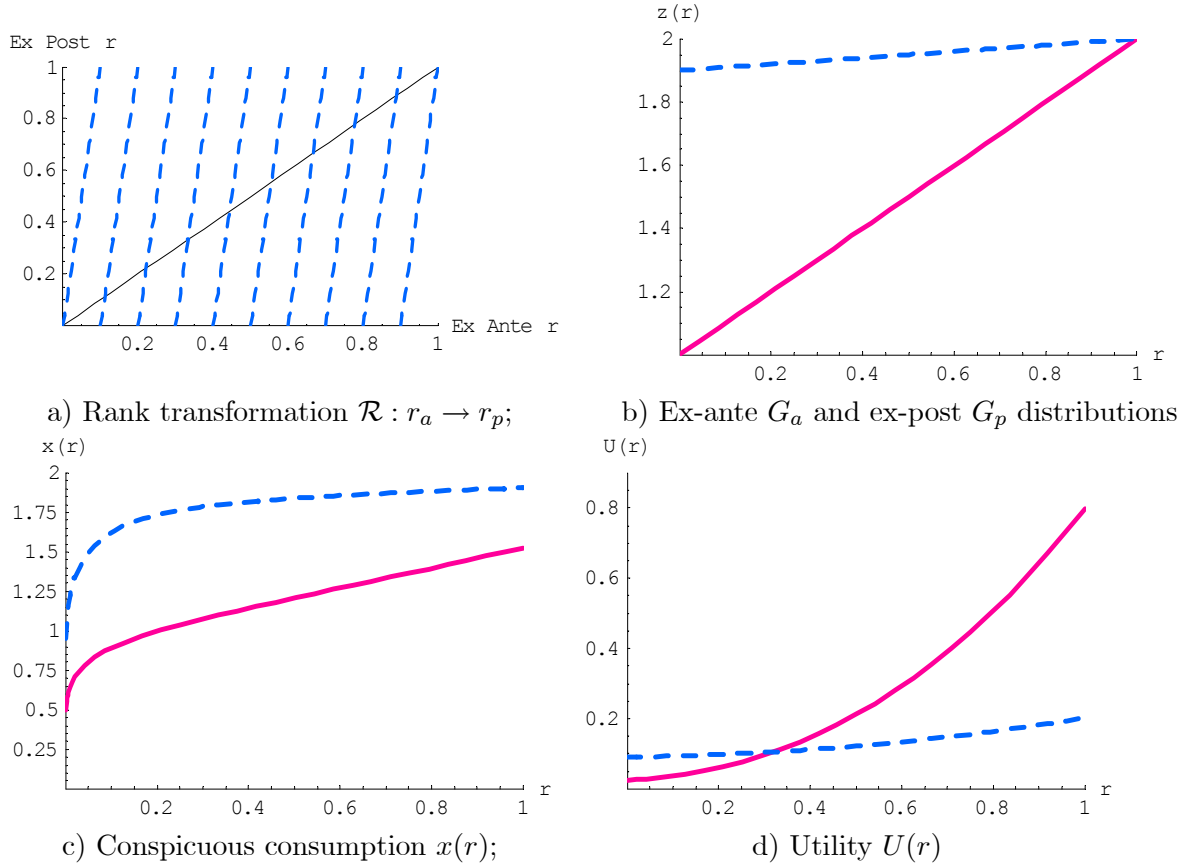 Ex Post r
1
0.8
0.6
0.4
0.2
0.2 0.4 0.6 0.8 1
Ex Ante r
a) Rank transformation R : rₐ → rₚ;
z(r)
2
1.8
1.6
1.4
1.2
0.2 0.4 0.6 0.8 1
r
b) Ex-ante Gₐ and ex-post Gₚ distributions
x(r)
2
1.75
1.5
1.25
1
0.75
0.5
0.25
0.2 0.4 0.6 0.8 1
r
c) Conspicuous consumption x(r);
U(r)
0.8
0.6
0.4
0.2
0.2 0.4 0.6 0.8 1
r
d) Utility U(r)